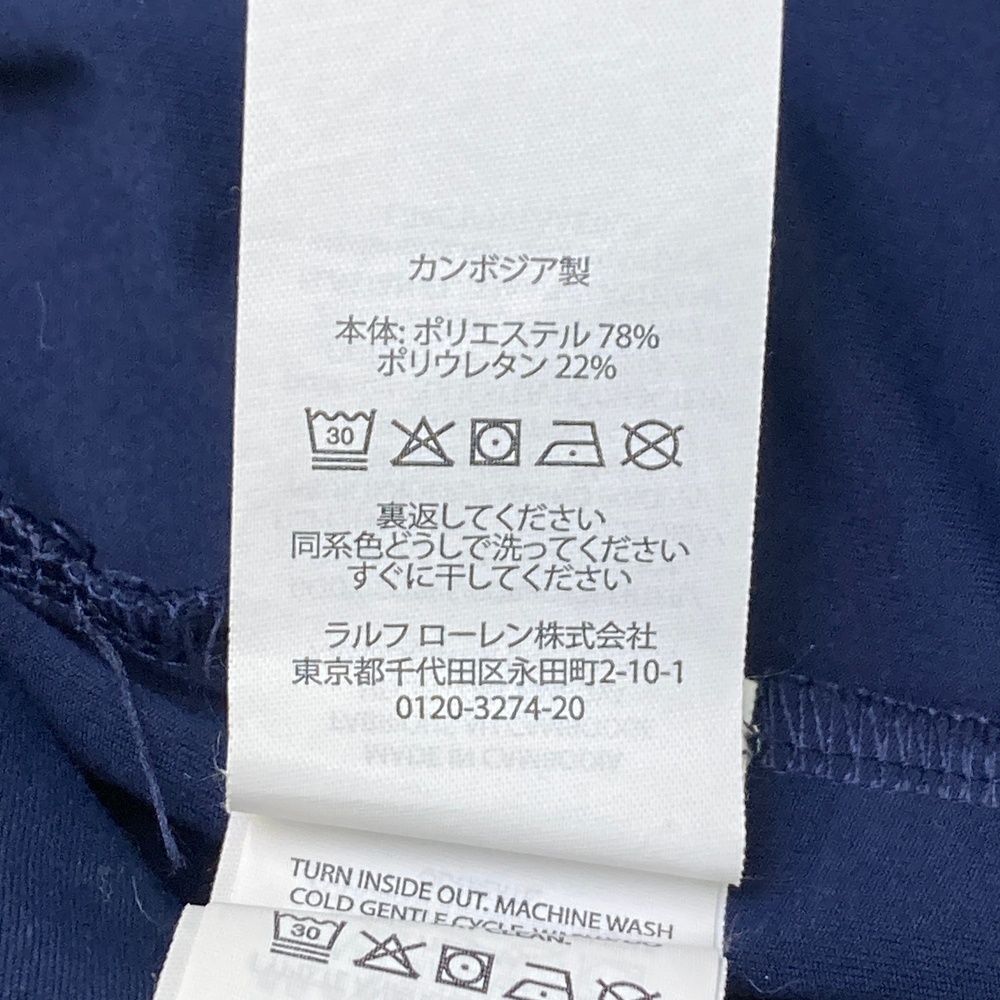 カンボジア製
本体: ポリエステル 78%
ポリウレタン 22%
30
裏返してください
同系色どうしで洗ってください
すぐに干してください
ラルフ ローレン株式会社
東京都千代田区永田町2-10-1
0120-3274-20
TURN INSIDE OUT. MACHINE WASH
COLD GENTLE CYCLE
30